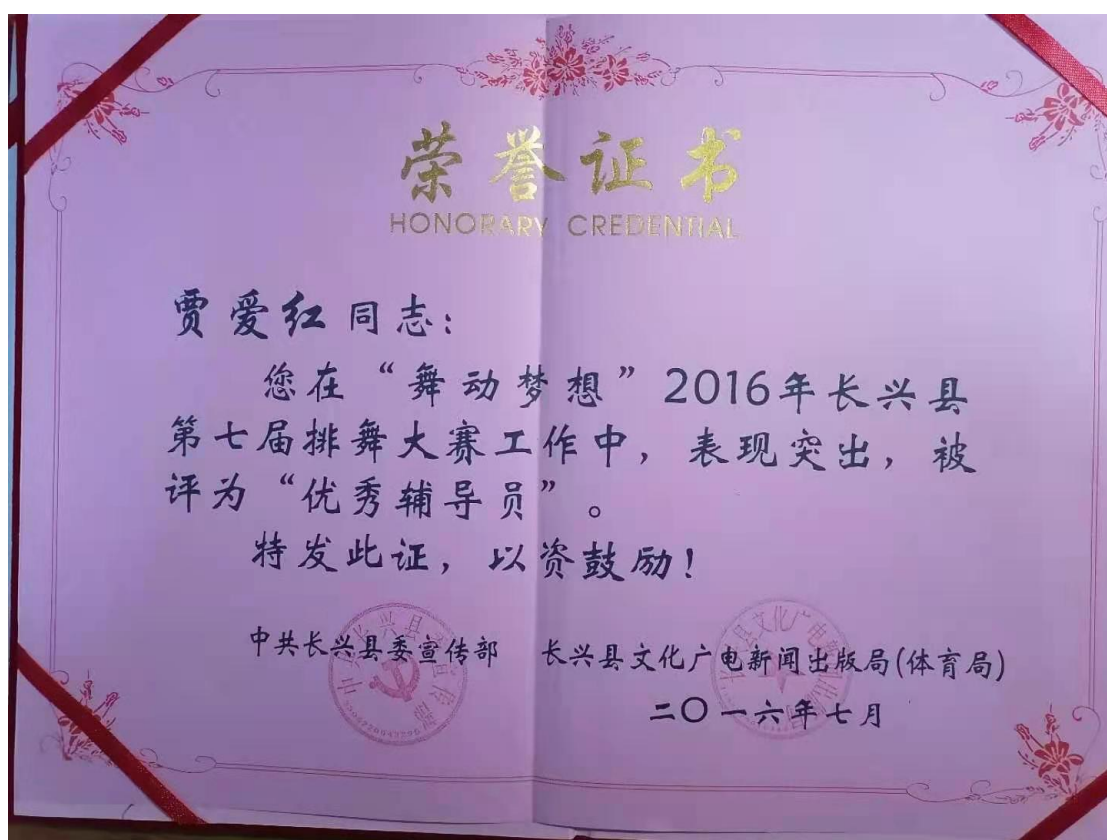 荣誉证书
HONORARY CREDENTIAL
贾爱红同志：
您在“舞动梦想”2016年长兴县
第七届排舞大赛工作中，表现突出，被
评为“优秀辅导员”。
特发此证，以资鼓励！
中共长兴县委宣传部 长兴县文化广电新闻出版局(体育局)
二〇一六年七月